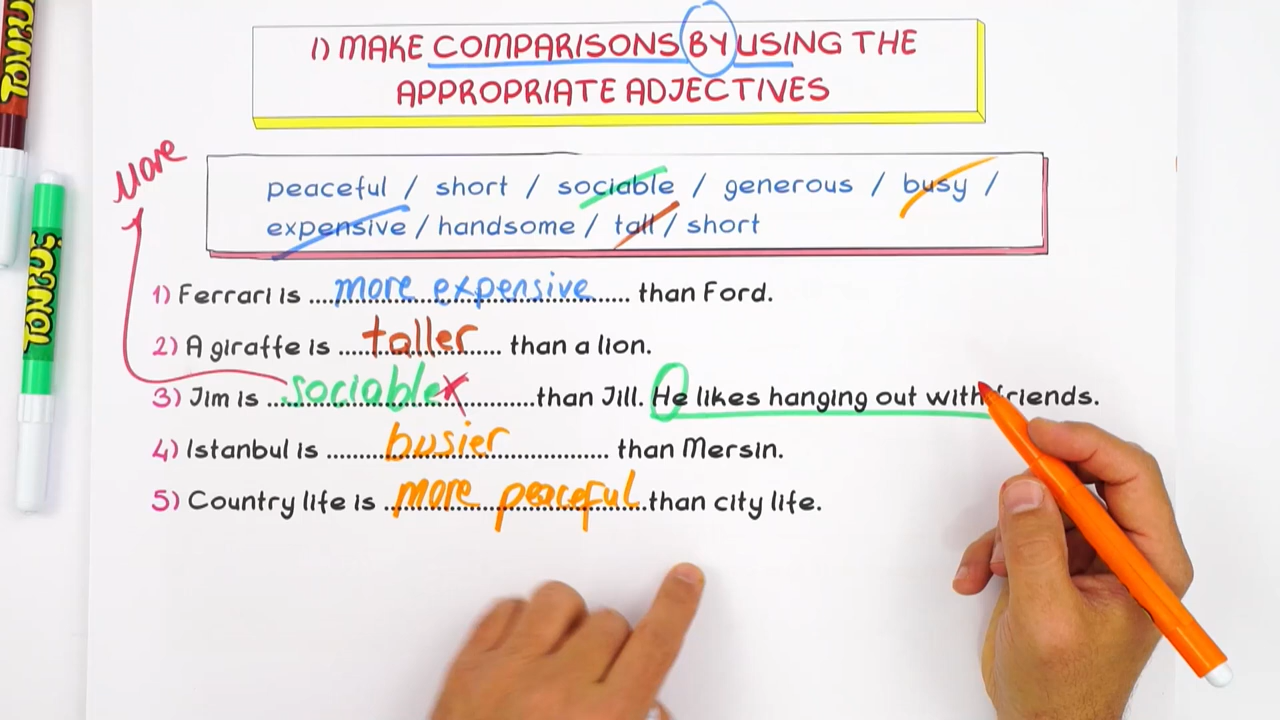 1) MAKE COMPARISONS BY USING THE
APPROPRIATE ADJECTIVES
More
peaceful / short / sociable / generous / busy /
expensive / handsome / tall / short
1) Ferrari is ....more expensive.... than Ford.
2) A giraffe is ....taller.... than a lion.
3) Jim is ....sociable....than Jill. He likes hanging out with friends.
4) Istanbul is ....busier.... than Mersin.
5) Country life is ....more peaceful....than city life.
TONBUŞ
TONBUŞ